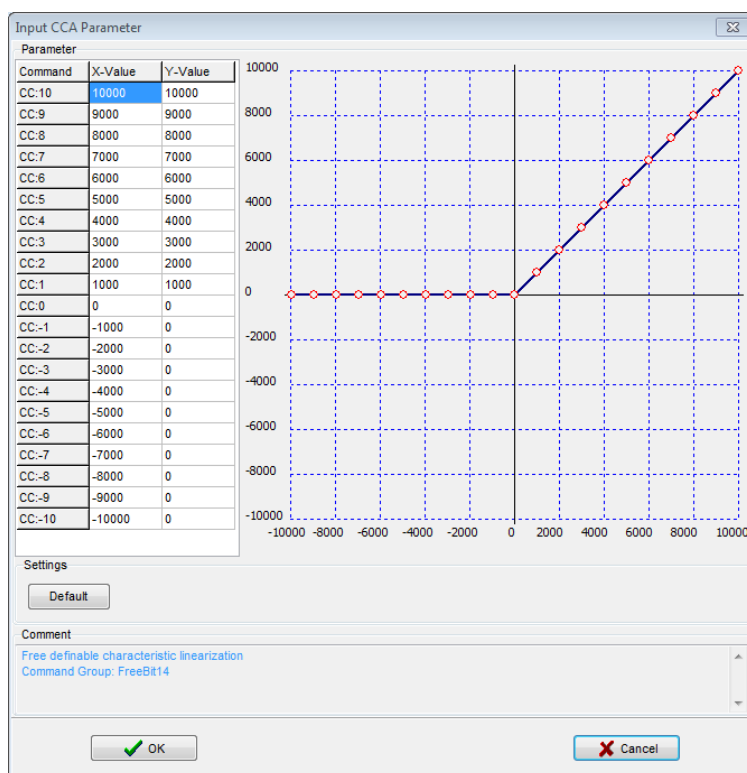 Input CCA Parameter
Parameter
Command X-Value Y-Value
CC:10 10000 10000
CC:9 9000 9000
CC:8 8000 8000
CC:7 7000 7000
CC:6 6000 6000
CC:5 5000 5000
CC:4 4000 4000
CC:3 3000 3000
CC:2 2000 2000
CC:1 1000 1000
CC:0 0 0
CC:-1 -1000 0
CC:-2 -2000 0
CC:-3 -3000 0
CC:-4 -4000 0
CC:-5 -5000 0
CC:-6 -6000 0
CC:-7 -7000 0
CC:-8 -8000 0
CC:-9 -9000 0
CC:-10 -10000 0
10000
8000
6000
4000
2000
0
-2000
-4000
-6000
-8000
-10000
-10000 -8000 -6000 -4000 -2000 0 2000 4000 6000 8000 10000
Settings
Default
Comment
Free definable characteristic linearization
Command Group: FreeBit14
OK Cancel